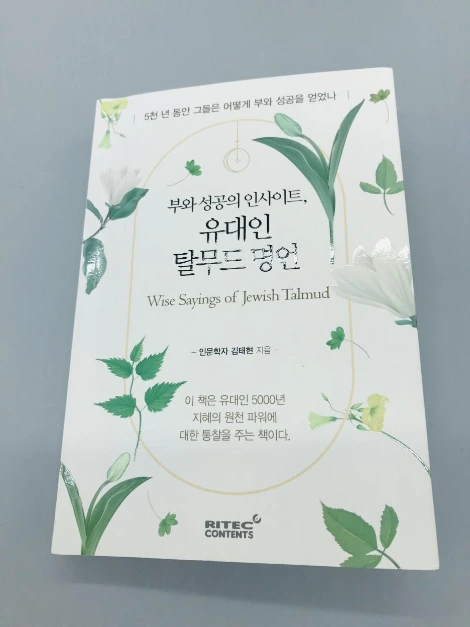 5천 년 동안 그들은 어떻게 부와 성공을 얻었나
부와 성공의 인사이트,
유대인
탈무드 명언
Wise Sayings of Jewish Talmud
- 인문학자 김태현 지음 -
이 책은 유대인 5000년
지혜의 원천 파워에
대한 통찰을 주는 책이다.
RITEC
CONTENTS